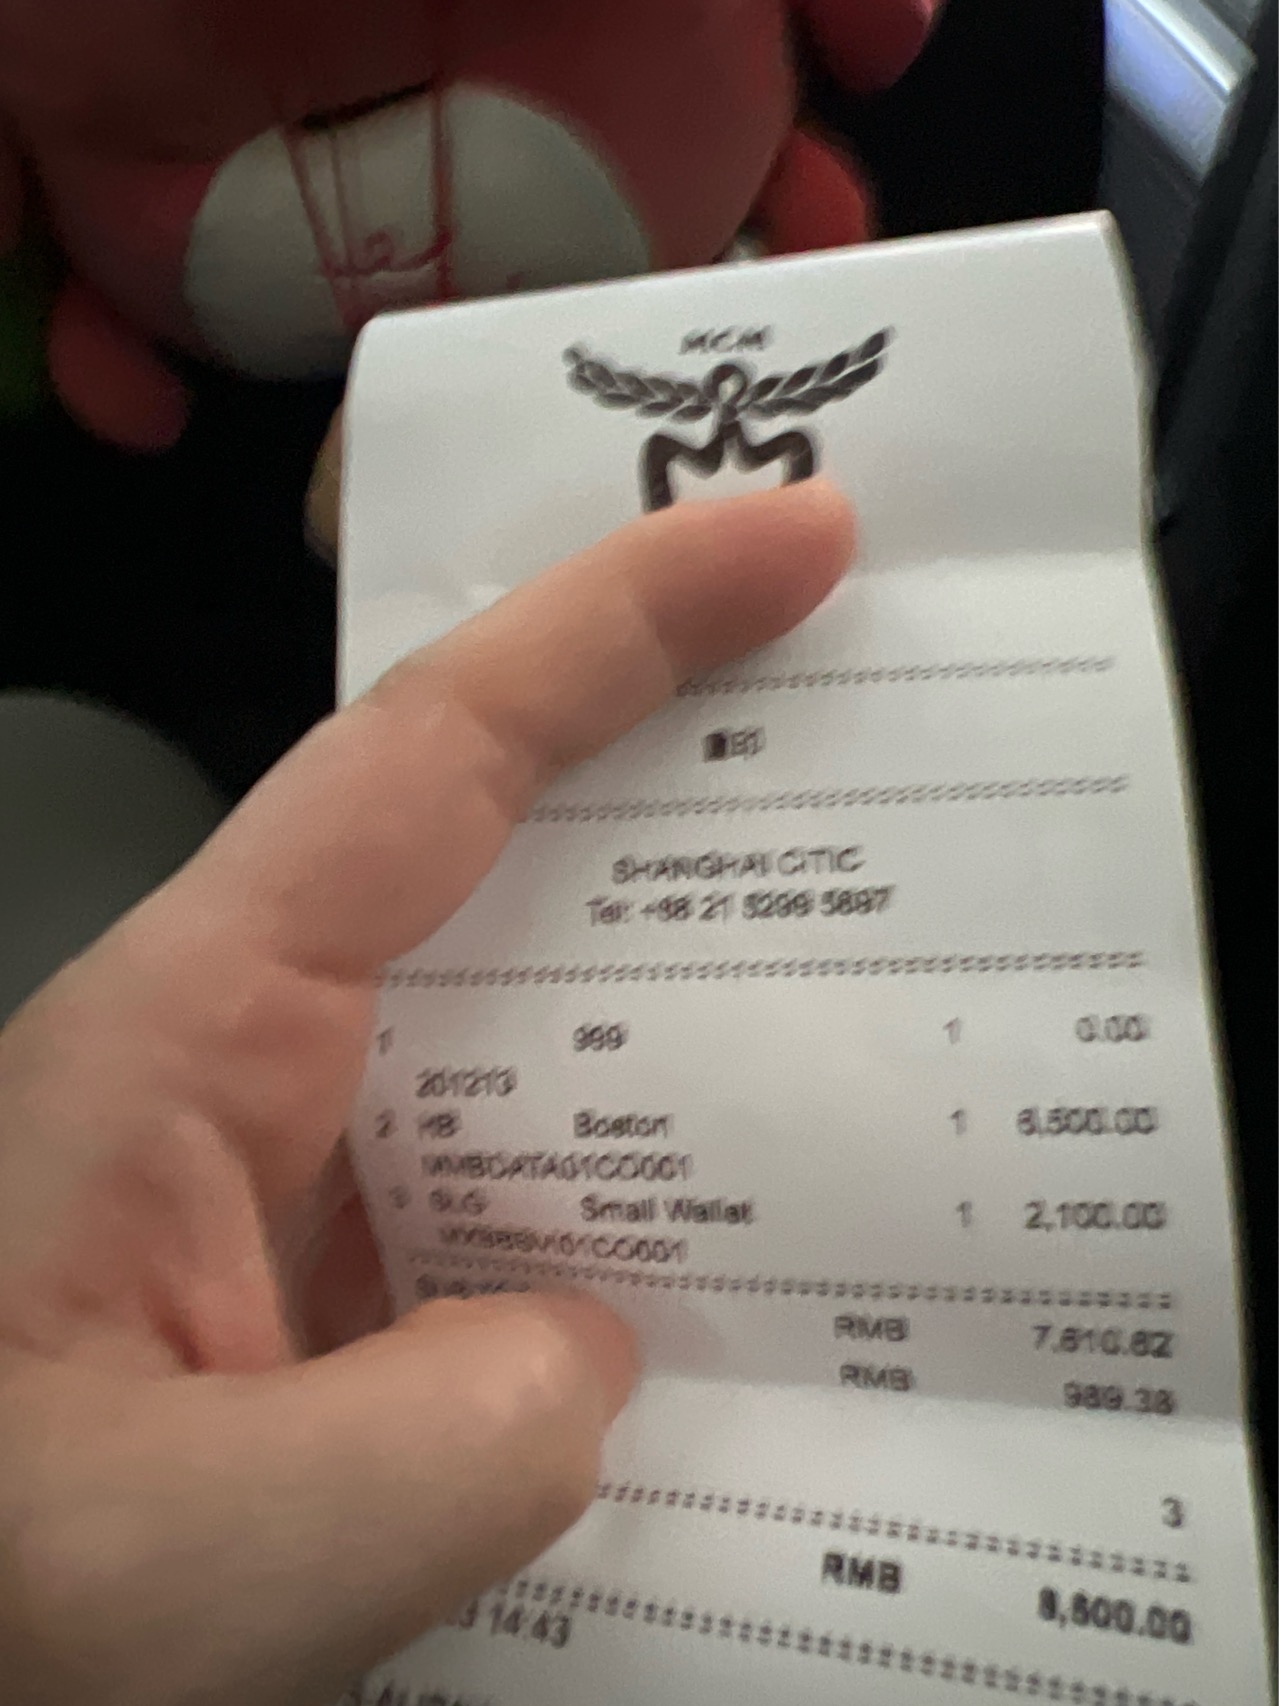 MCM
SHANGHAI CITIC
Tel: +86 21 5299 5897
1 999 1 0.00
201213
2 HB Boston 1 6,500.00
3 SLG Small Wallet 1 2,100.00
RMB 7,610.62
RMB 989.38
3
RMB 8,600.00
14:43